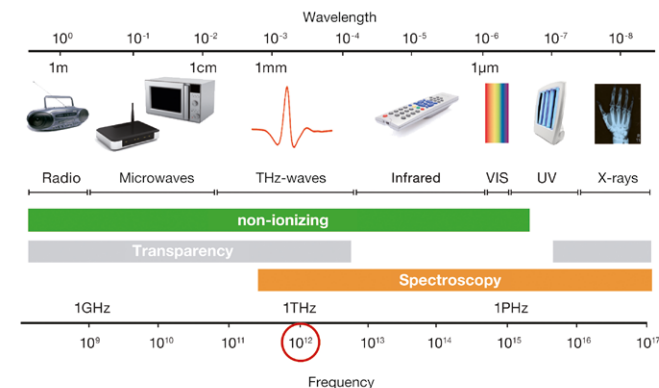 Wavelength
10⁰ 10⁻¹ 10⁻² 10⁻³ 10⁻⁴ 10⁻⁵ 10⁻⁶ 10⁻⁷ 10⁻⁸
1m 1cm 1mm 1µm
Radio Microwaves THz-waves Infrared VIS UV X-rays
non-ionizing
Transparency
Spectroscopy
1GHz 1THz 1PHz
10⁹ 10¹⁰ 10¹¹ 10¹² 10¹³ 10¹⁴ 10¹⁵ 10¹⁶ 10¹⁷
Frequency